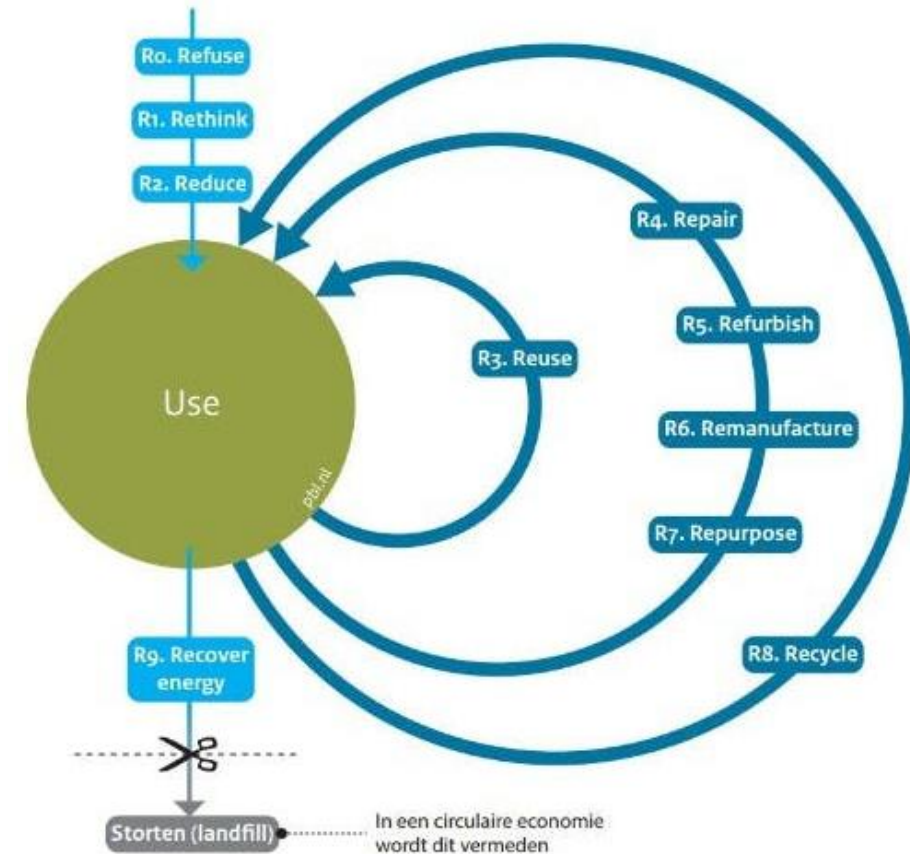 R0. Refuse
R1. Rethink
R2. Reduce
R4. Repair
R5. Refurbish
R3. Reuse
Use
R6. Remanufacture
pbl.nl
R7. Repurpose
R9. Recover
energy
R8. Recycle
Storten (landfill)
In een circulaire economie
wordt dit vermeden